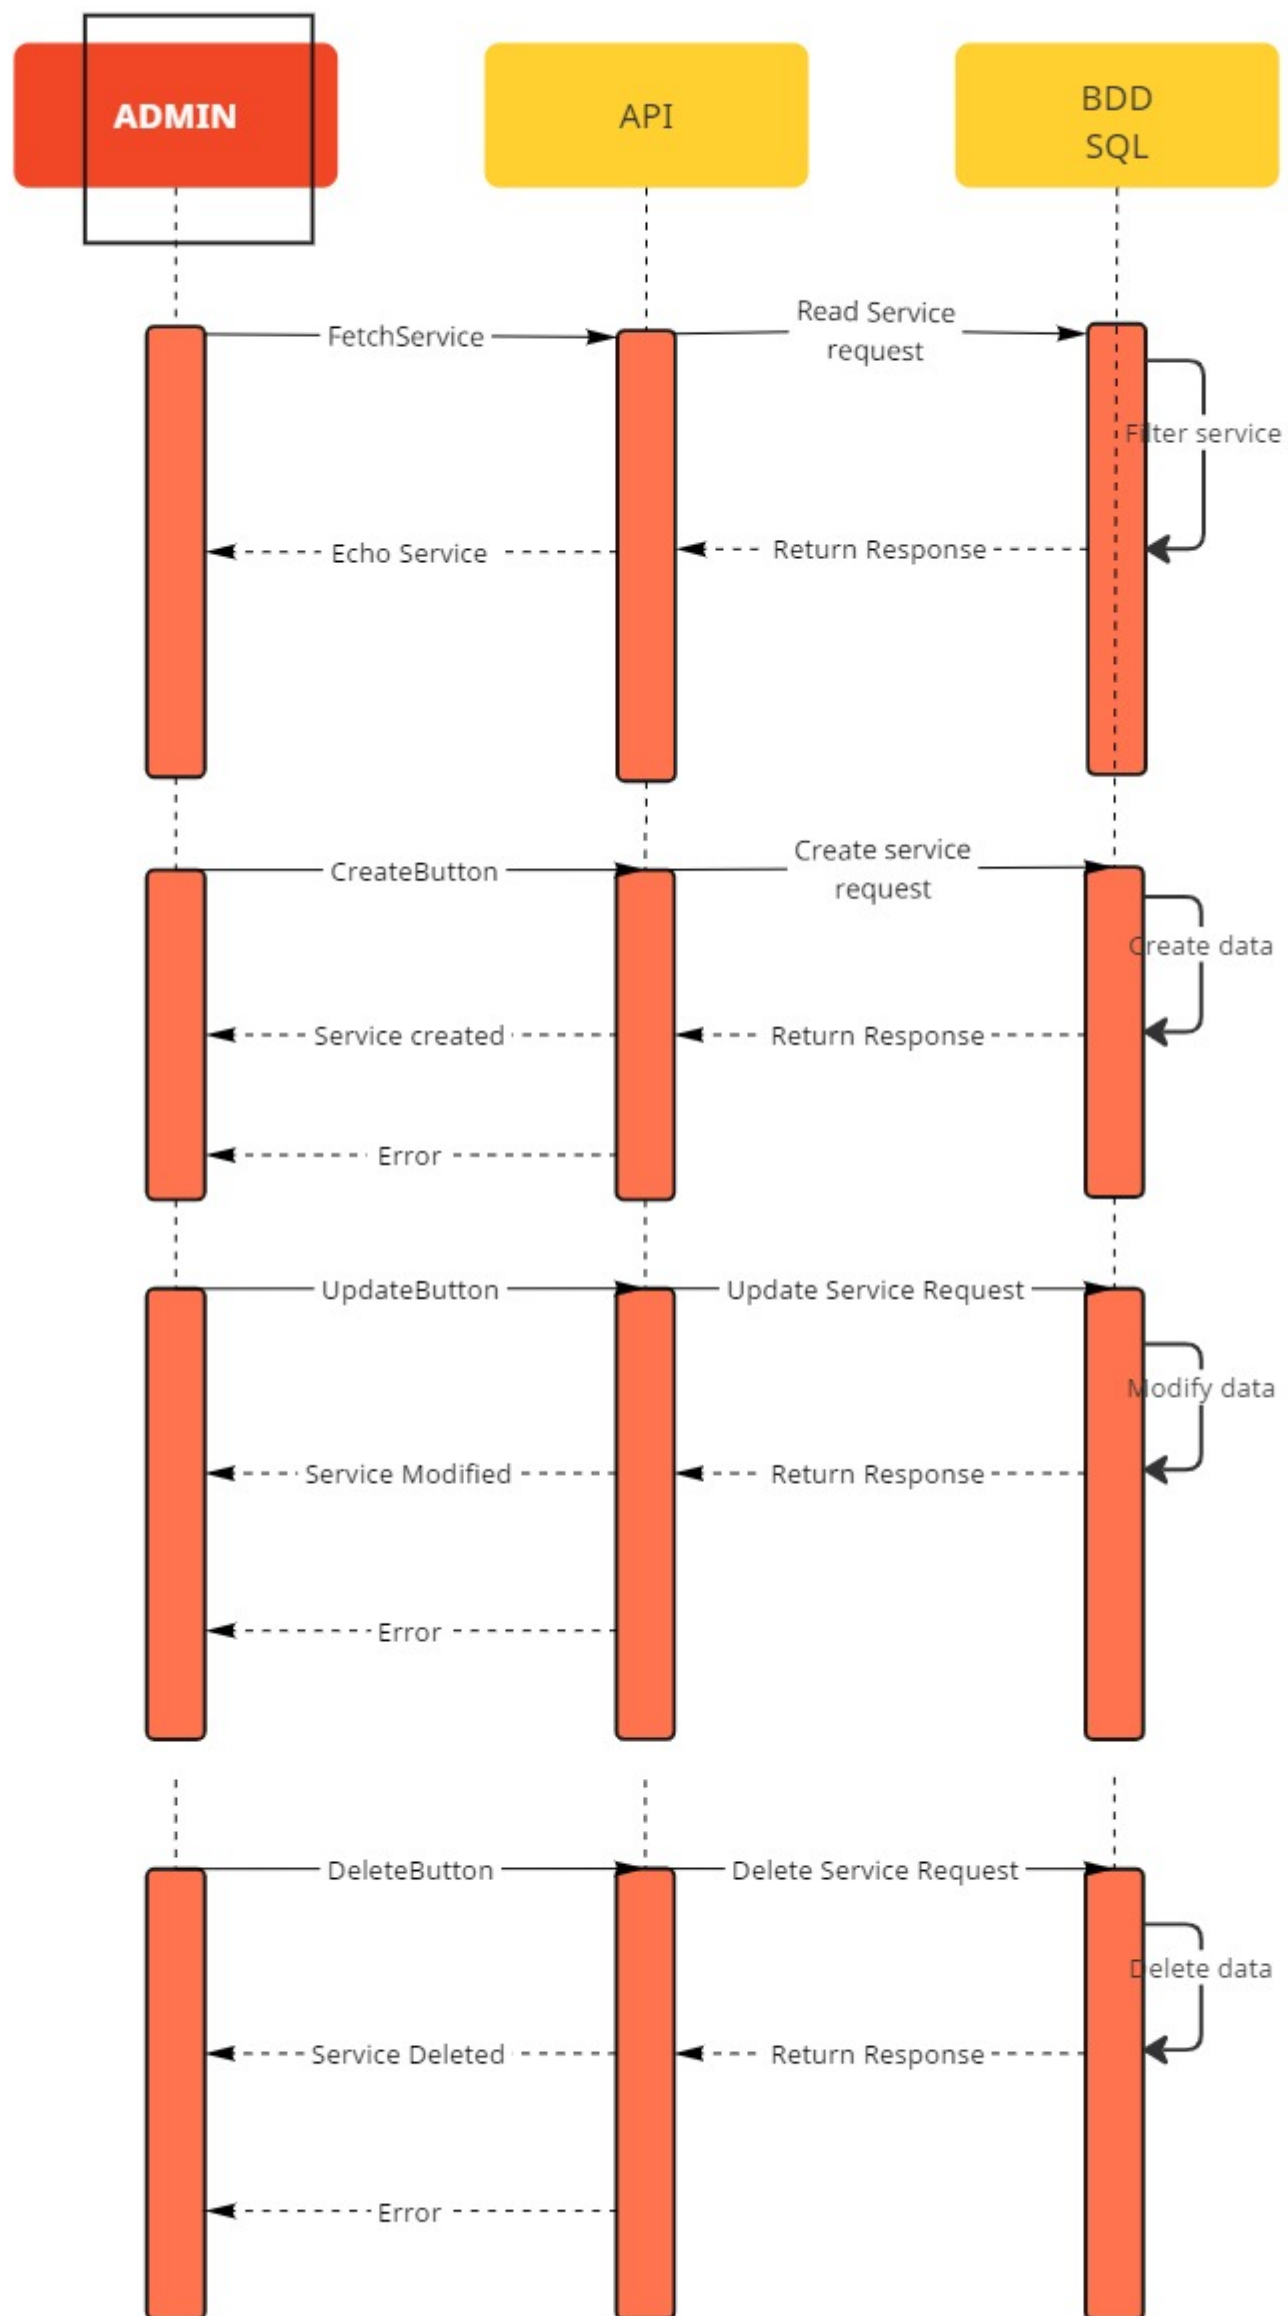 ADMIN
API
BDD
SQL
FetchService
Read Service
request
Filter service
Echo Service
Return Response
CreateButton
Create service
request
Create data
Service created
Return Response
Error
UpdateButton
Update Service Request
Modify data
Service Modified
Return Response
Error
DeleteButton
Delete Service Request
Delete data
Service Deleted
Return Response
Error